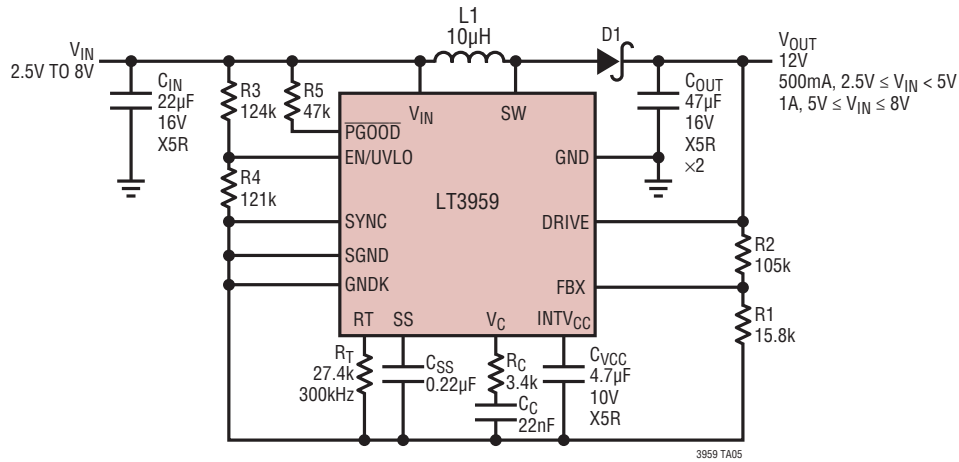 L1
10µH
D1
VIN
2.5V TO 8V
VOUT
12V
500mA, 2.5V ≤ VIN < 5V
1A, 5V ≤ VIN ≤ 8V
CIN
22µF
16V
X5R
R3
124k
R5
47k
COUT
47µF
16V
X5R
×2
VIN
SW
PGOOD
EN/UVLO
GND
R4
121k
LT3959
SYNC
DRIVE
SGND
R2
105k
GNDK
FBX
RT
SS
VC
INTVCC
R1
15.8k
RT
27.4k
300kHz
CSS
0.22µF
RC
3.4k
CC
22nF
CVCC
4.7µF
10V
X5R
3959 TA05